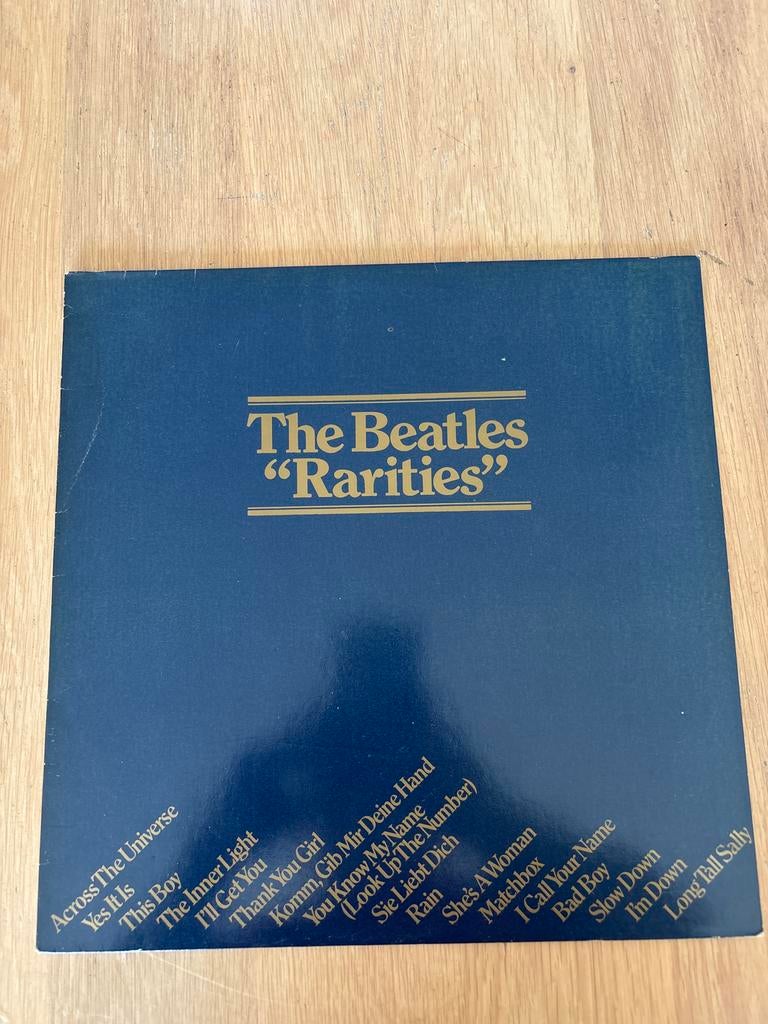 The Beatles
“Rarities”
Across The Universe
Yes It Is
This Boy
The Inner Light
I'll Get You
Thank You Girl
Komm, Gib Mir Deine Hand
You Know My Name
(Look Up The Number)
Sie Liebt Dich
Rain
She's A Woman
Matchbox
I Call Your Name
Bad Boy
Slow Down
I'm Down
Long Tall Sally